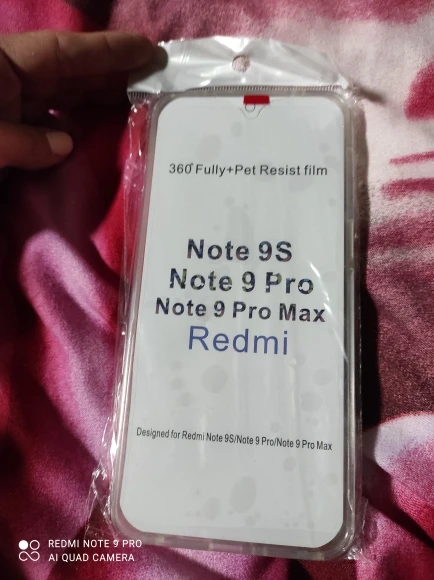 360° Fully+Pet Resist film
Note 9S
Note 9 Pro
Note 9 Pro Max
Redmi
Designed for Redmi Note 9S/Note 9 Pro/Note 9 Pro Max
REDMI NOTE 9 PRO
AI QUAD CAMERA